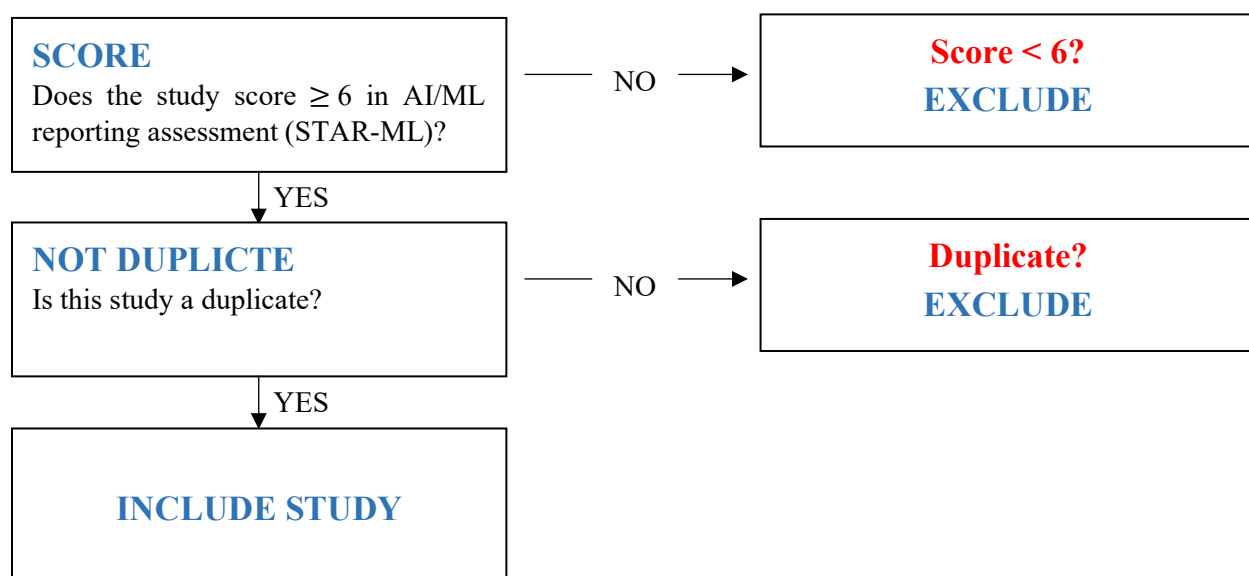 SCORE
Does the study score ≥ 6 in AI/ML
reporting assessment (STAR-ML)?
NO
Score < 6?
EXCLUDE
YES
NOT DUPLICTE
Is this study a duplicate?
NO
Duplicate?
EXCLUDE
YES
INCLUDE STUDY